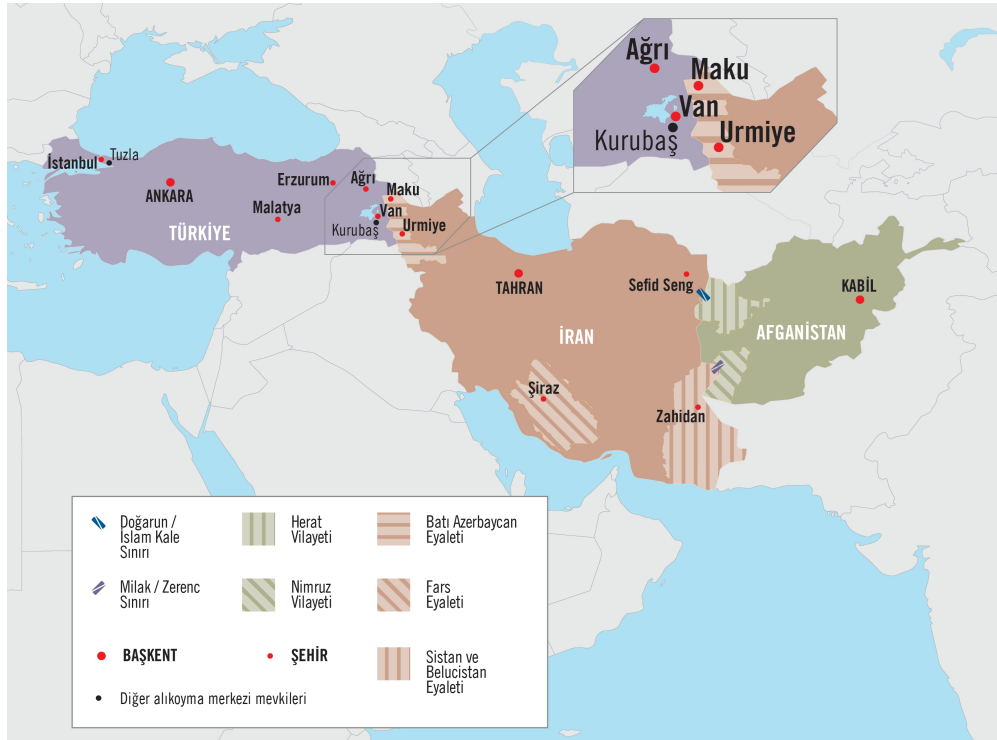 Ağrı
Maku
Van
Kurubaş
Urmiye
İstanbul
Tuzla
ANKARA
TÜRKİYE
Malatya
Erzurum
Ağrı
Maku
Van
Kurubaş
Urmiye
TAHRAN
İRAN
Sefid Seng
KABİL
AFGANİSTAN
Şiraz
Zahidan
Doğarun /
İslam Kale
Sınırı
Herat
Vilayeti
Batı Azerbaycan
Eyaleti
Milak / Zerenc
Sınırı
Nimruz
Vilayeti
Fars
Eyaleti
BAŞKENT
ŞEHİR
Sistan ve
Belucistan
Eyaleti
Diğer alıkoyma merkezi mevkileri